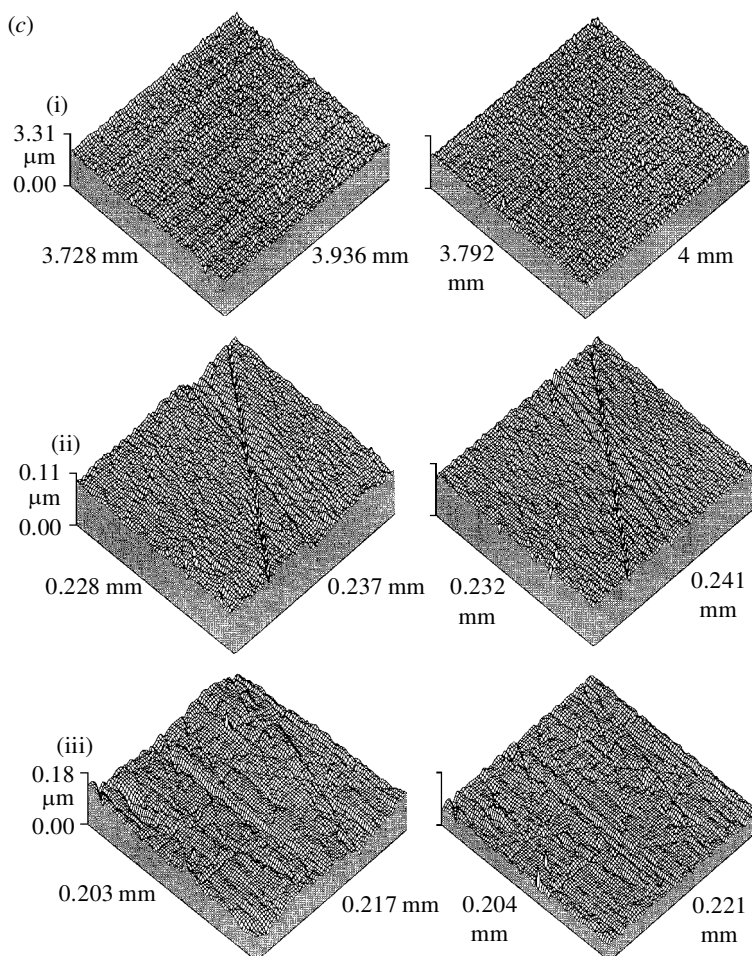 (c)
(i)
3.31
μm
0.00
3.728 mm
3.936 mm
3.792
mm
4 mm
(ii)
0.11
μm
0.00
0.228 mm
0.237 mm
0.232
mm
0.241
mm
(iii)
0.18
μm
0.00
0.203 mm
0.217 mm
0.204
mm
0.221
mm